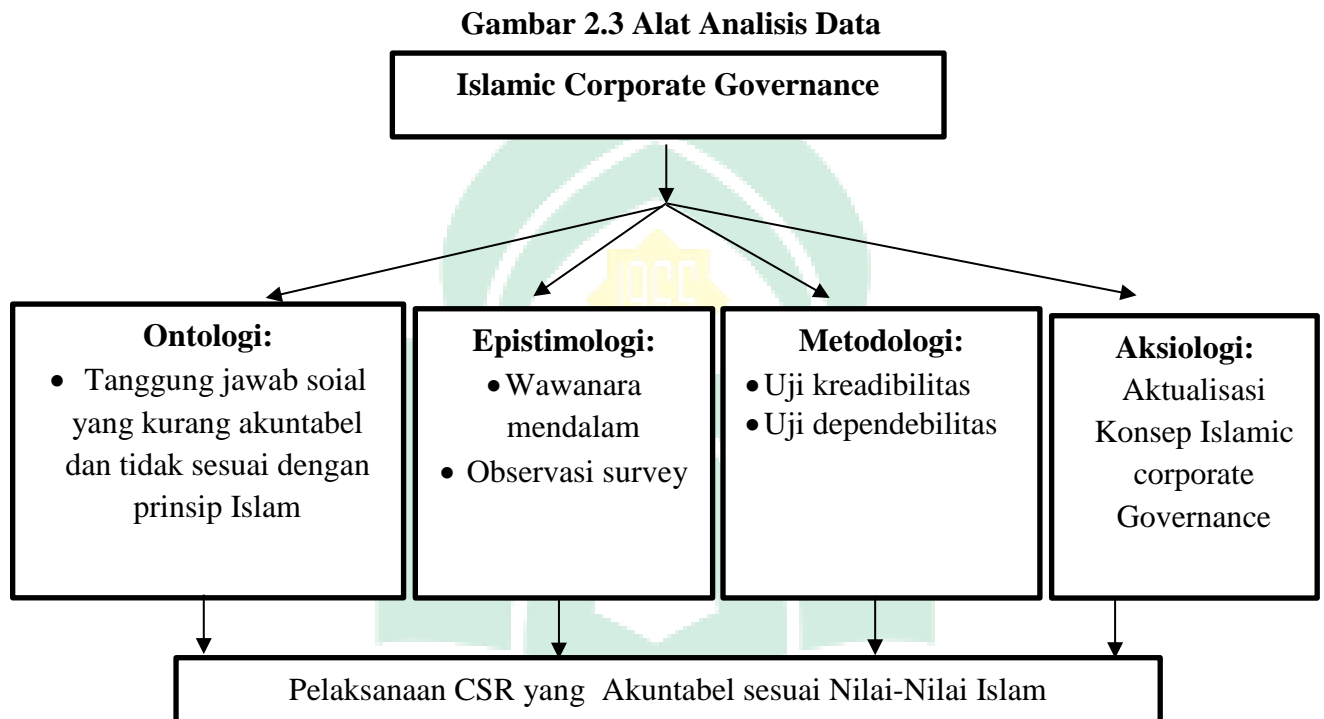 Gambar 2.3 Alat Analisis Data
Islamic Corporate Governance
Ontologi:
• Tanggung jawab soial
yang kurang akuntabel
dan tidak sesuai dengan
prinsip Islam
Epistimologi:
• Wawanara
mendalam
• Observasi survey
Metodologi:
• Uji kreadibilitas
• Uji dependebilitas
Aksiologi:
Aktualisasi
Konsep Islamic
corporate
Governance
Pelaksanaan CSR yang Akuntabel sesuai Nilai-Nilai Islam